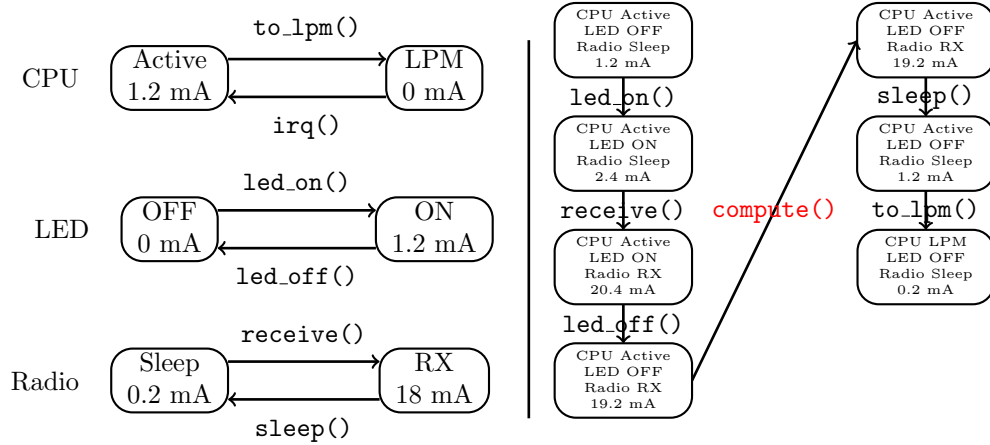 CPU
to_lpm()
Active
1.2 mA
LPM
0 mA
irq()
LED
led_on()
OFF
0 mA
ON
1.2 mA
led_off()
Radio
receive()
Sleep
0.2 mA
RX
18 mA
sleep()
CPU Active
LED OFF
Radio Sleep
1.2 mA
led_on()
CPU Active
LED ON
Radio Sleep
2.4 mA
receive()
CPU Active
LED ON
Radio RX
20.4 mA
led_off()
CPU Active
LED OFF
Radio RX
19.2 mA
compute()
CPU Active
LED OFF
Radio RX
19.2 mA
sleep()
CPU Active
LED OFF
Radio Sleep
1.2 mA
to_lpm()
CPU LPM
LED OFF
Radio Sleep
0.2 mA